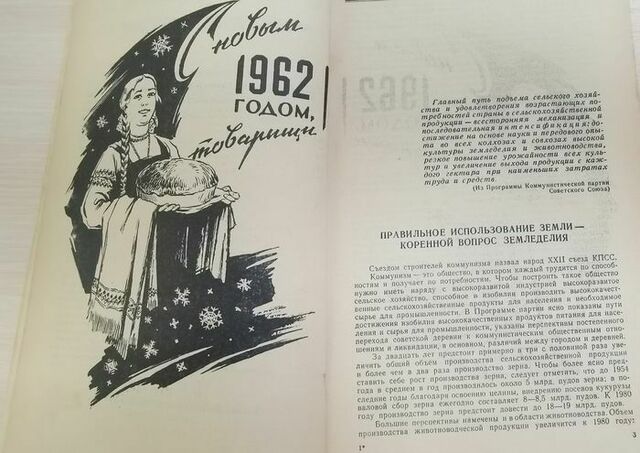 С новым
1962
ГОДОМ,
товарищи
Главный путь подъема сельского хозяйст-
ва и удовлетворения возрастающих по-
требностей страны в сельскохозяйственной
продукции — всесторонняя механизация и
последовательная интенсификация: до-
стижение на основе науки и передового опы-
та во всех колхозах и совхозах высокой
культуры земледелия и животноводства,
резкое повышение урожайности всех куль-
тур и увеличение выхода продукции с каж-
дого гектара при наименьших затратах
труда и средств.
(Из Программы Коммунистической партии
Советского Союза)
ПРАВИЛЬНОЕ ИСПОЛЬЗОВАНИЕ ЗЕМЛИ —
КОРЕННОЙ ВОПРОС ЗЕМЛЕДЕЛИЯ
Съездом строителей коммунизма назвал народ XXII съезд КПСС.
Коммунизм — это общество, в котором каждый трудится по способ-
ностям и получает по потребностям. Чтобы построить такое общество
нужно иметь наряду с высокоразвитой индустрией высокоразвитое
сельское хозяйство, способное в изобилии производить высококачест-
венные сельскохозяйственные продукты для населения и необходимое
сырье для промышленности. В Программе партии ясно показаны пути
достижения изобилия высококачественных продуктов питания для населе-
ния и сырья для промышленности, указаны перспективы постепенного
перехода советской деревни к коммунистическим общественным отно-
шениям и ликвидации, в основном, различий между городом и деревней.
За двадцать лет предстоит примерно в три с половиной раза уве-
личить общий объем производства сельскохозяйственной продукции
и более чем в два раза производство зерна. Чтобы более ясно пред-
ставить себе рост производства зерна, следует отметить, что до 1954
года в среднем в год производилось около 5 млрд. пудов зерна; в по-
следние годы благодаря освоению целины, внедрению посевов кукурузы
валовой сбор зерна ежегодно составляет 8—8,5 млрд. пудов. К 1980
году производство зерна предстоит довести до 18—19 млрд. пудов.
Большие перспективы намечены и в области животноводства. Объем
производства животноводческой продукции увеличится к 1980 году:
1*
3